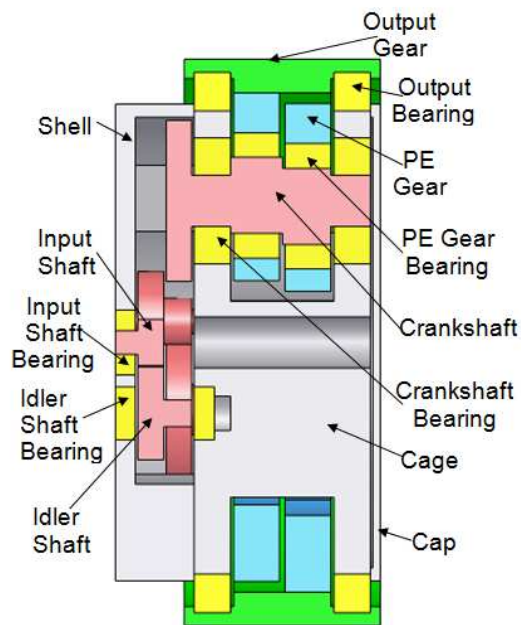 Output
Gear
Output
Bearing
Shell
PE
Gear
Input
Shaft
PE Gear
Bearing
Input
Shaft
Bearing
Crankshaft
Idler
Shaft
Bearing
Crankshaft
Bearing
Cage
Idler
Shaft
Cap